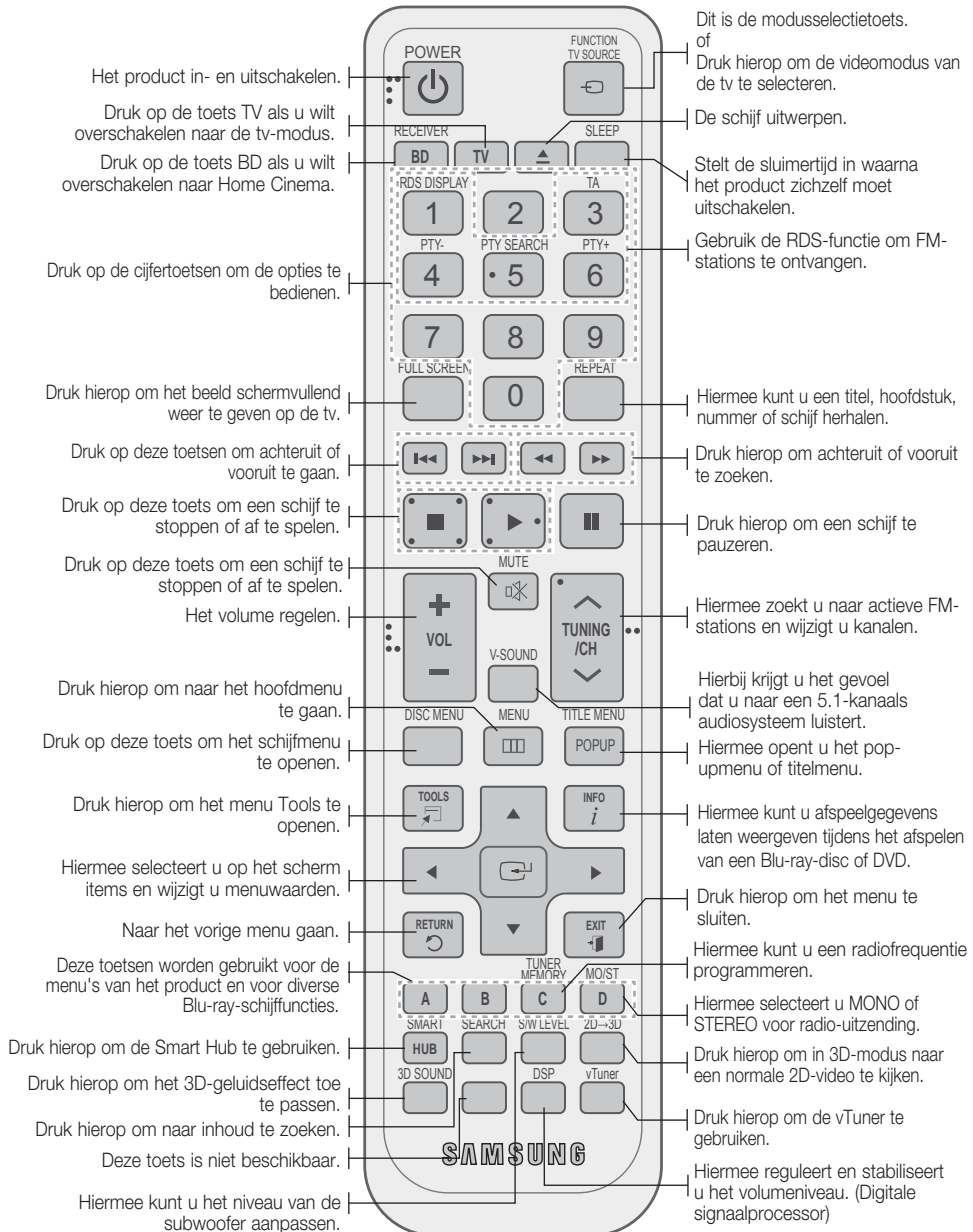 Het product in- en uitschakelen.
Druk op de toets TV als u wilt
overschakelen naar de tv-modus.
Druk op de toets BD als u wilt
overschakelen naar Home Cinema.
Druk op de cijfertoetsen om de opties te
bedienen.
Druk hierop om het beeld schermvullend
weer te geven op de tv.
Druk op deze toetsen om achteruit of
vooruit te gaan.
Druk op deze toets om een schijf te
stoppen of af te spelen.
Druk op deze toets om een schijf te
stoppen of af te spelen.
Het volume regelen.
Druk hierop om naar het hoofdmenu
te gaan.
Druk op deze toets om het schijfmenu
te openen.
Druk hierop om het menu Tools te
openen.
Hiermee selecteert u op het scherm
items en wijzigt u menuwaarden.
Naar het vorige menu gaan.
Deze toetsen worden gebruikt voor de
menu's van het product en voor diverse
Blu-ray-schijffuncties.
Druk hierop om de Smart Hub te gebruiken.
Druk hierop om het 3D-geluidseffect toe
te passen.
Druk hierop om naar inhoud te zoeken.
Deze toets is niet beschikbaar.
Hiermee kunt u het niveau van de
subwoofer aanpassen.
POWER
FUNCTION
TV SOURCE
RECEIVER
SLEEP
BD
TV
RDS DISPLAY
TA
1
2
3
PTY-
PTY SEARCH
PTY+
4
5
6
7
8
9
FULL SCREEN
REPEAT
0
MUTE
VOL
TUNING
/CH
V-SOUND
DISC MENU
MENU
TITLE MENU
POPUP
TOOLS
INFO
i
RETURN
EXIT
TUNER
MEMORY
MO/ST
A
B
C
D
SMART
SEARCH
S/W LEVEL
2D→3D
HUB
3D SOUND
DSP
vTuner
SAMSUNG
Dit is de modusselectietoets.
of
Druk hierop om de videomodus van
de tv te selecteren.
De schijf uitwerpen.
Stelt de sluimertijd in waarna
het product zichzelf moet
uitschakelen.
Gebruik de RDS-functie om FM-
stations te ontvangen.
Hiermee kunt u een titel, hoofdstuk,
nummer of schijf herhalen.
Druk hierop om achteruit of vooruit
te zoeken.
Druk hierop om een schijf te
pauzeren.
Hiermee zoekt u naar actieve FM-
stations en wijzigt u kanalen.
Hierbij krijgt u het gevoel
dat u naar een 5.1-kanaals
audiosysteem luistert.
Hiermee opent u het pop-
upmenu of titelmenu.
Hiermee kunt u afspeelgegevens
laten weergeven tijdens het afspelen
van een Blu-ray-disc of DVD.
Druk hierop om het menu te
sluiten.
Hiermee kunt u een radiofrequentie
programmeren.
Hiermee selecteert u MONO of
STEREO voor radio-uitzending.
Druk hierop om in 3D-modus naar
een normale 2D-video te kijken.
Druk hierop om de vTuner te
gebruiken.
Hiermee reguleert en stabiliseert
u het volumeniveau. (Digitale
signaalprocessor)